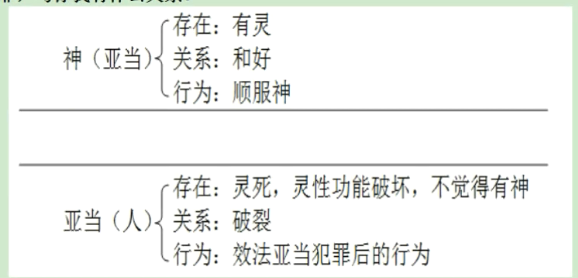 存在：有灵
神（亚当） 关系：和好
行为：顺服神
存在：灵死，灵性功能破坏，不觉得有神
亚当（人） 关系：破裂
行为：效法亚当犯罪后的行为